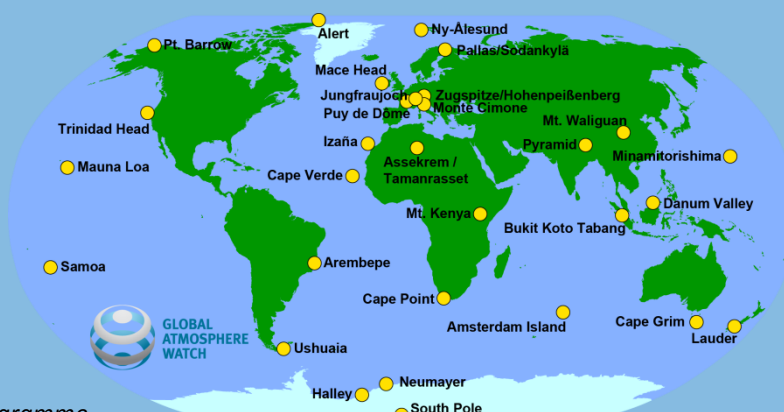 Alert
Ny-Ålesund
Pt. Barrow
Pallas/Sodankylä
Mace Head
Jungfraujoch
Zugspitze/Hohenpeißenberg
Puy de Dôme
Monte Cimone
Trinidad Head
Mt. Waliguan
Izaña
Pyramid
Minamitorishima
Assekrem /
Tamanrasset
Mauna Loa
Cape Verde
Danum Valley
Mt. Kenya
Bukit Koto Tabang
Samoa
Arembepe
Cape Point
Amsterdam Island
Cape Grim
Lauder
GLOBAL
ATMOSPHERE
WATCH
Ushuaia
Neumayer
Halley
South Pole